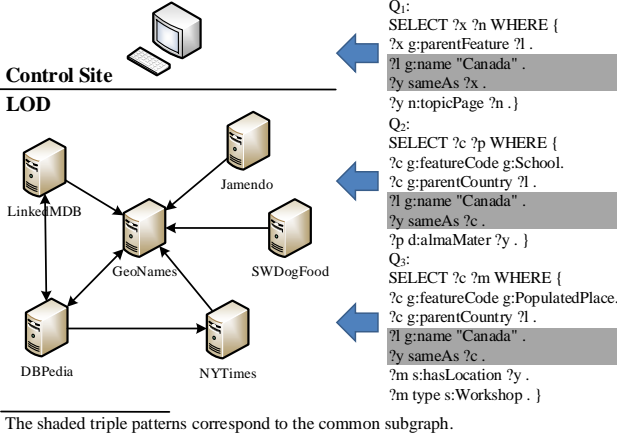 Control Site
LOD
LinkedMDB
Jamendo
GeoNames
SWDogFood
DBPedia
NYTimes
Q1:
SELECT ?x ?n WHERE {
?x g:parentFeature ?l .
?l g:name "Canada" .
?y sameAs ?x .
?y n:topicPage ?n .}
Q2:
SELECT ?c ?p WHERE {
?c g:featureCode g:School.
?c g:parentCountry ?l .
?l g:name "Canada" .
?y sameAs ?c .
?p d:almaMater ?y . }
Q3:
SELECT ?c ?m WHERE {
?c g:featureCode g:PopulatedPlace.
?c g:parentCountry ?l .
?l g:name "Canada" .
?y sameAs ?c .
?m s:hasLocation ?y .
?m type s:Workshop . }
The shaded triple patterns correspond to the common subgraph.